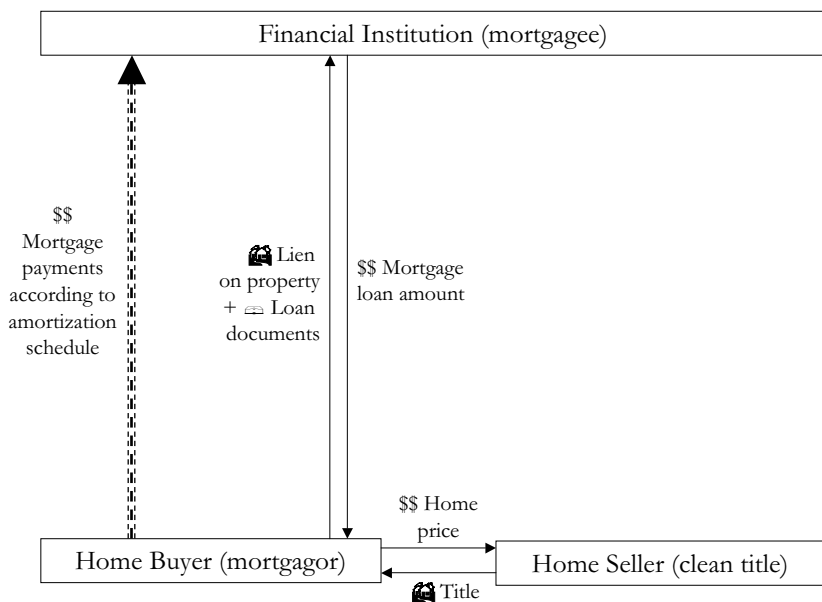 Financial Institution (mortgagee)
$$
Mortgage
payments
according to
amortization
schedule
Lien
on property
+ Loan
documents
$$ Mortgage
loan amount
$$ Home
price
Home Buyer (mortgagor)
Home Seller (clean title)
Title